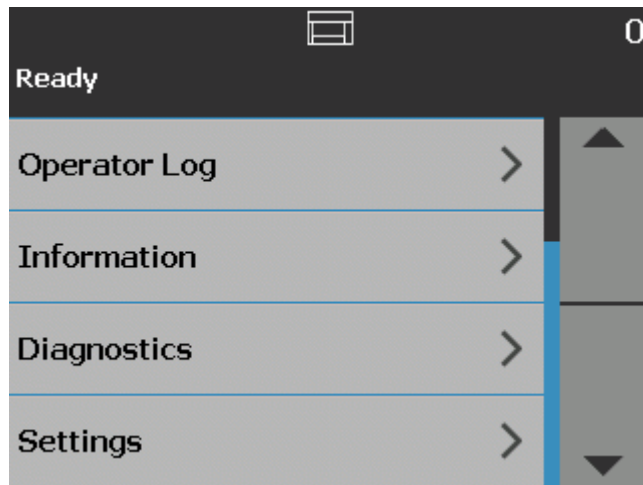 0
Ready
Operator Log
Information
Diagnostics
Settings